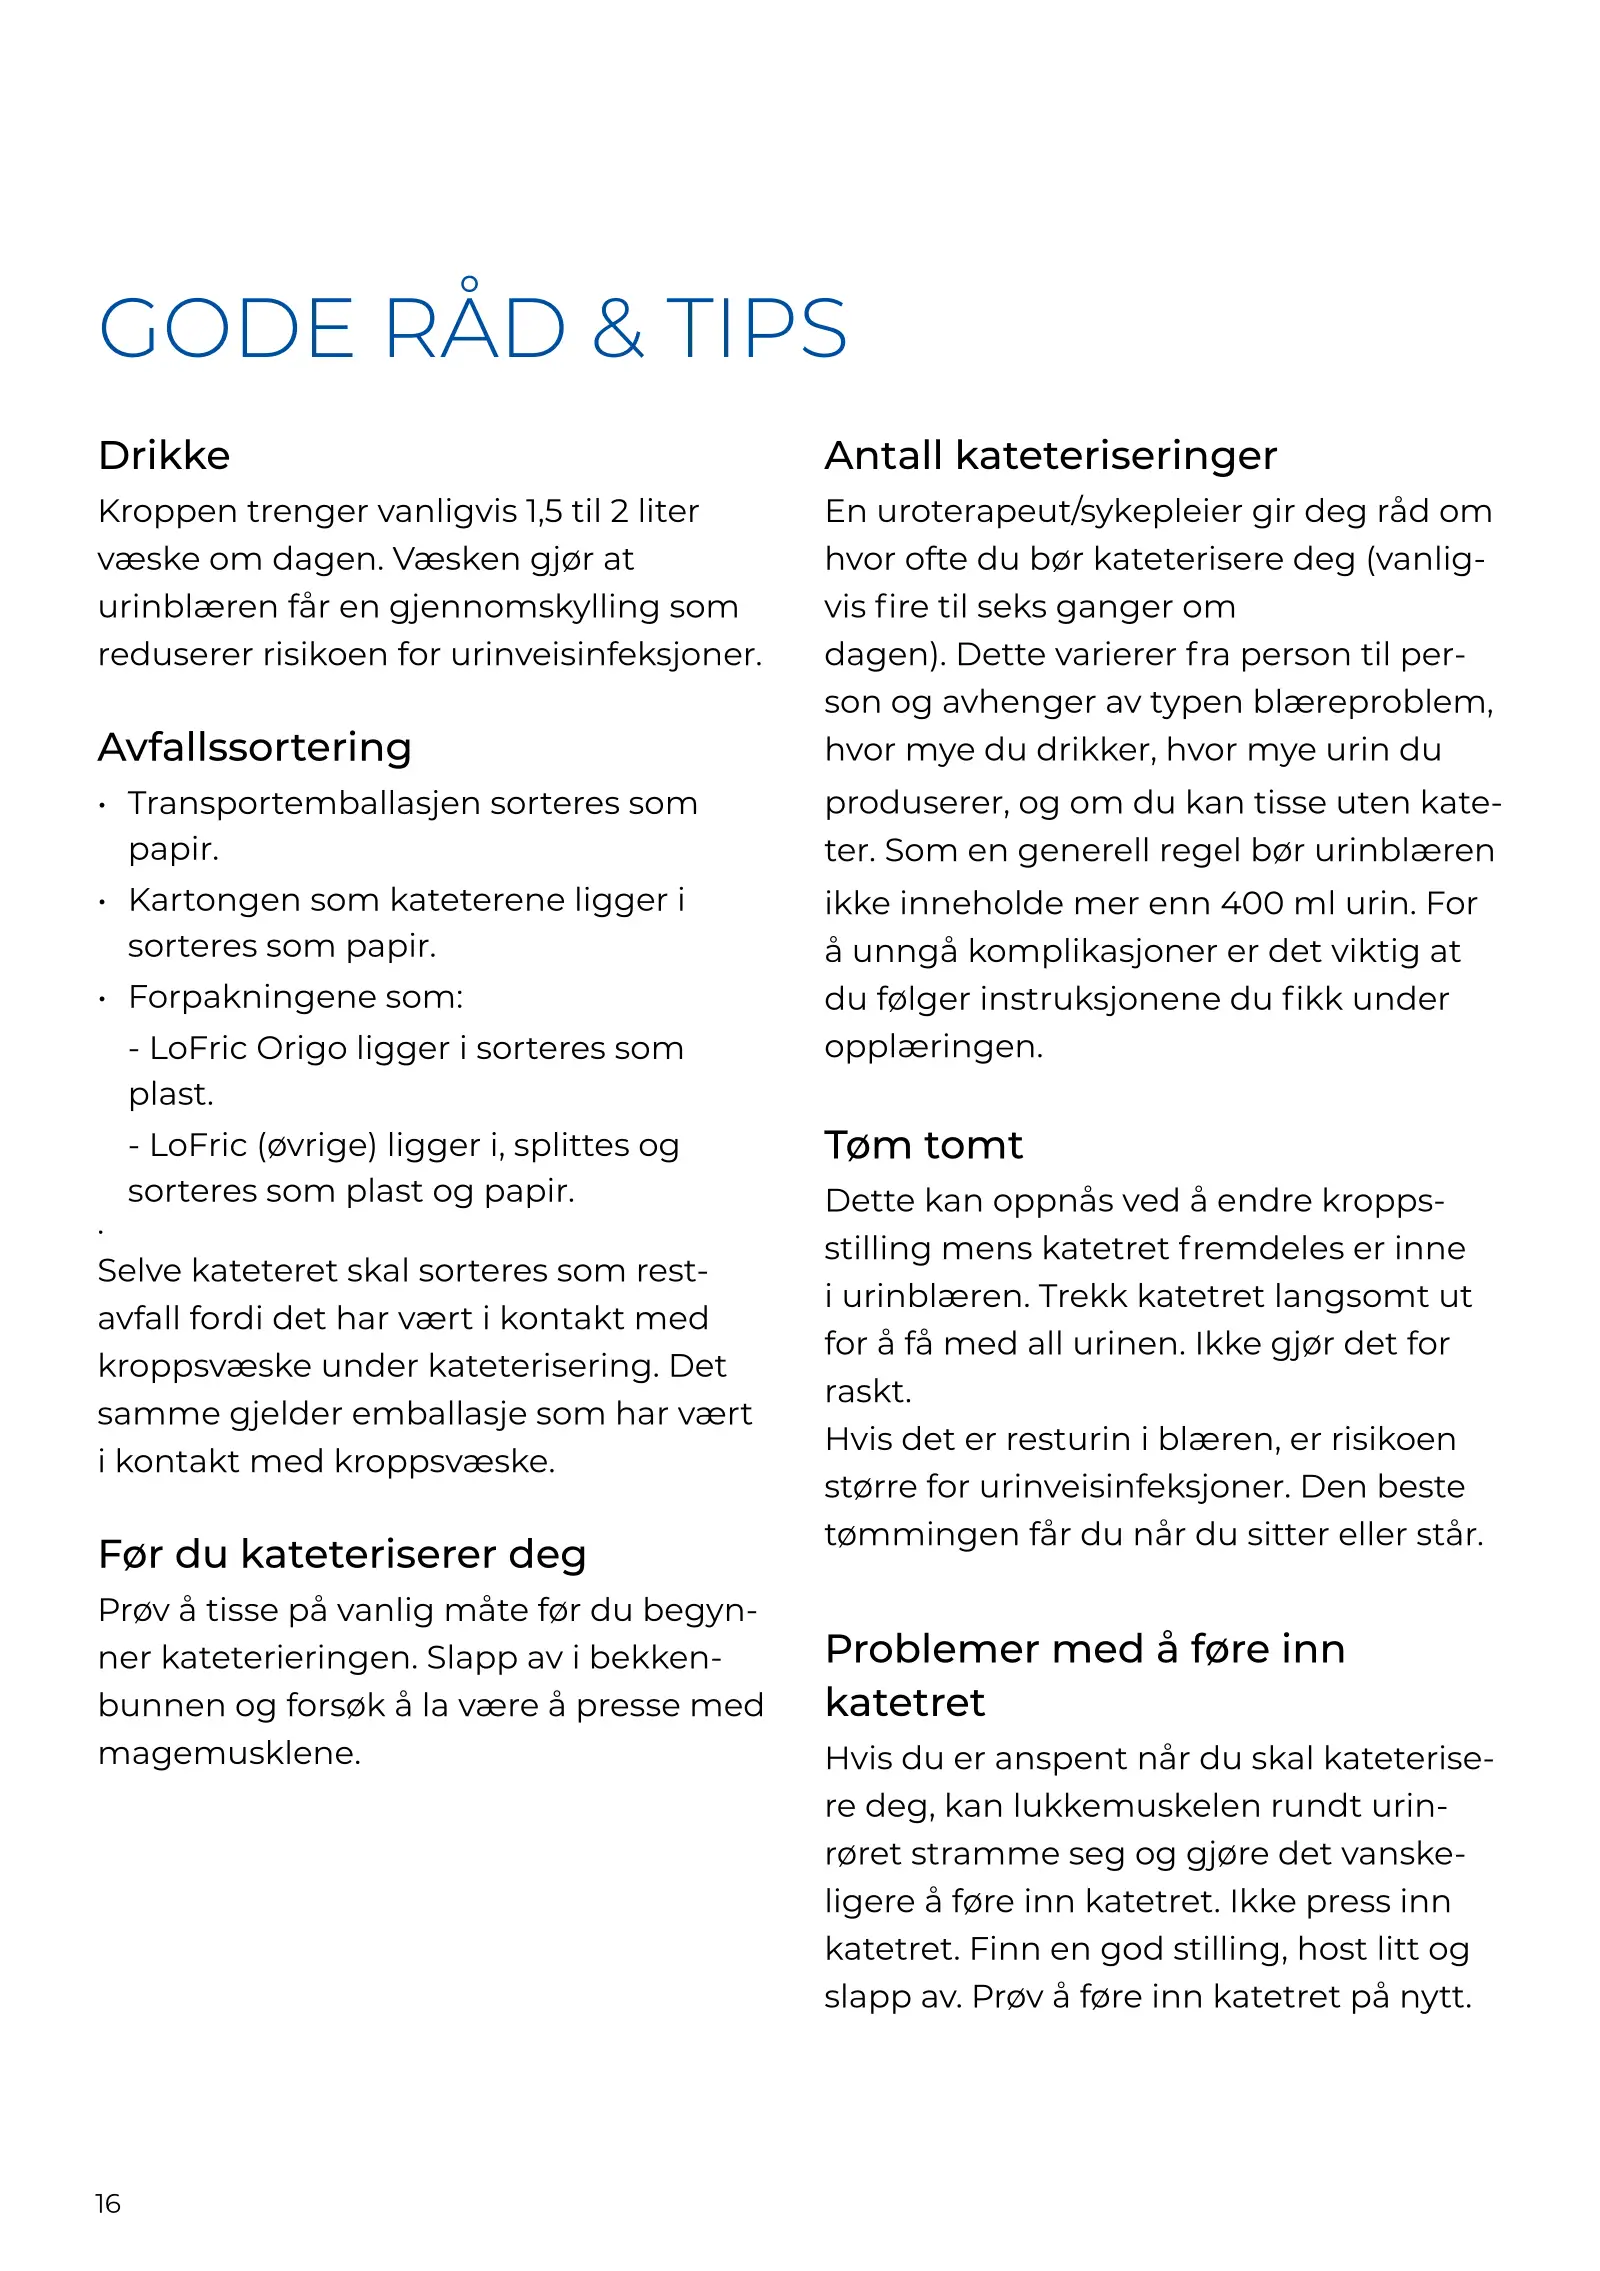 GODE RÅD & TIPS
Drikke
Kroppen trenger vanligvis 1,5 til 2 liter
væske om dagen. Væsken gjør at
urinblæren får en gjennomskylling som
reduserer risikoen for urinveisinfeksjoner.
Avfallssortering
• Transportemballasjen sorteres som
papir.
• Kartongen som kateterene ligger i
sorteres som papir.
• Forpakningene som:
- LoFric Origo ligger i sorteres som
plast.
- LoFric (øvrige) ligger i, splittes og
sorteres som plast og papir.
.
Selve kateteret skal sorteres som rest-
avfall fordi det har vært i kontakt med
kroppsvæske under kateterisering. Det
samme gjelder emballasje som har vært
i kontakt med kroppsvæske.
Før du kateteriserer deg
Prøv å tisse på vanlig måte før du begyn-
ner kateterieringen. Slapp av i bekken-
bunnen og forsøk å la være å presse med
magemusklene.
Antall kateteriseringer
En uroterapeut/sykepleier gir deg råd om
hvor ofte du bør kateterisere deg (vanlig-
vis fire til seks ganger om
dagen). Dette varierer fra person til per-
son og avhenger av typen blæreproblem,
hvor mye du drikker, hvor mye urin du
produserer, og om du kan tisse uten kate-
ter. Som en generell regel bør urinblæren
ikke inneholde mer enn 400 ml urin. For
å unngå komplikasjoner er det viktig at
du følger instruksjonene du fikk under
opplæringen.
Tøm tomt
Dette kan oppnås ved å endre kropps-
stilling mens katetret fremdeles er inne
i urinblæren. Trekk katetret langsomt ut
for å få med all urinen. Ikke gjør det for
raskt.
Hvis det er resturin i blæren, er risikoen
større for urinveisinfeksjoner. Den beste
tømmingen får du når du sitter eller står.
Problemer med å føre inn
katetret
Hvis du er anspent når du skal kateterise-
re deg, kan lukkemuskelen rundt urin-
røret stramme seg og gjøre det vanske-
ligere å føre inn katetret. Ikke press inn
katetret. Finn en god stilling, host litt og
slapp av. Prøv å føre inn katetret på nytt.
16